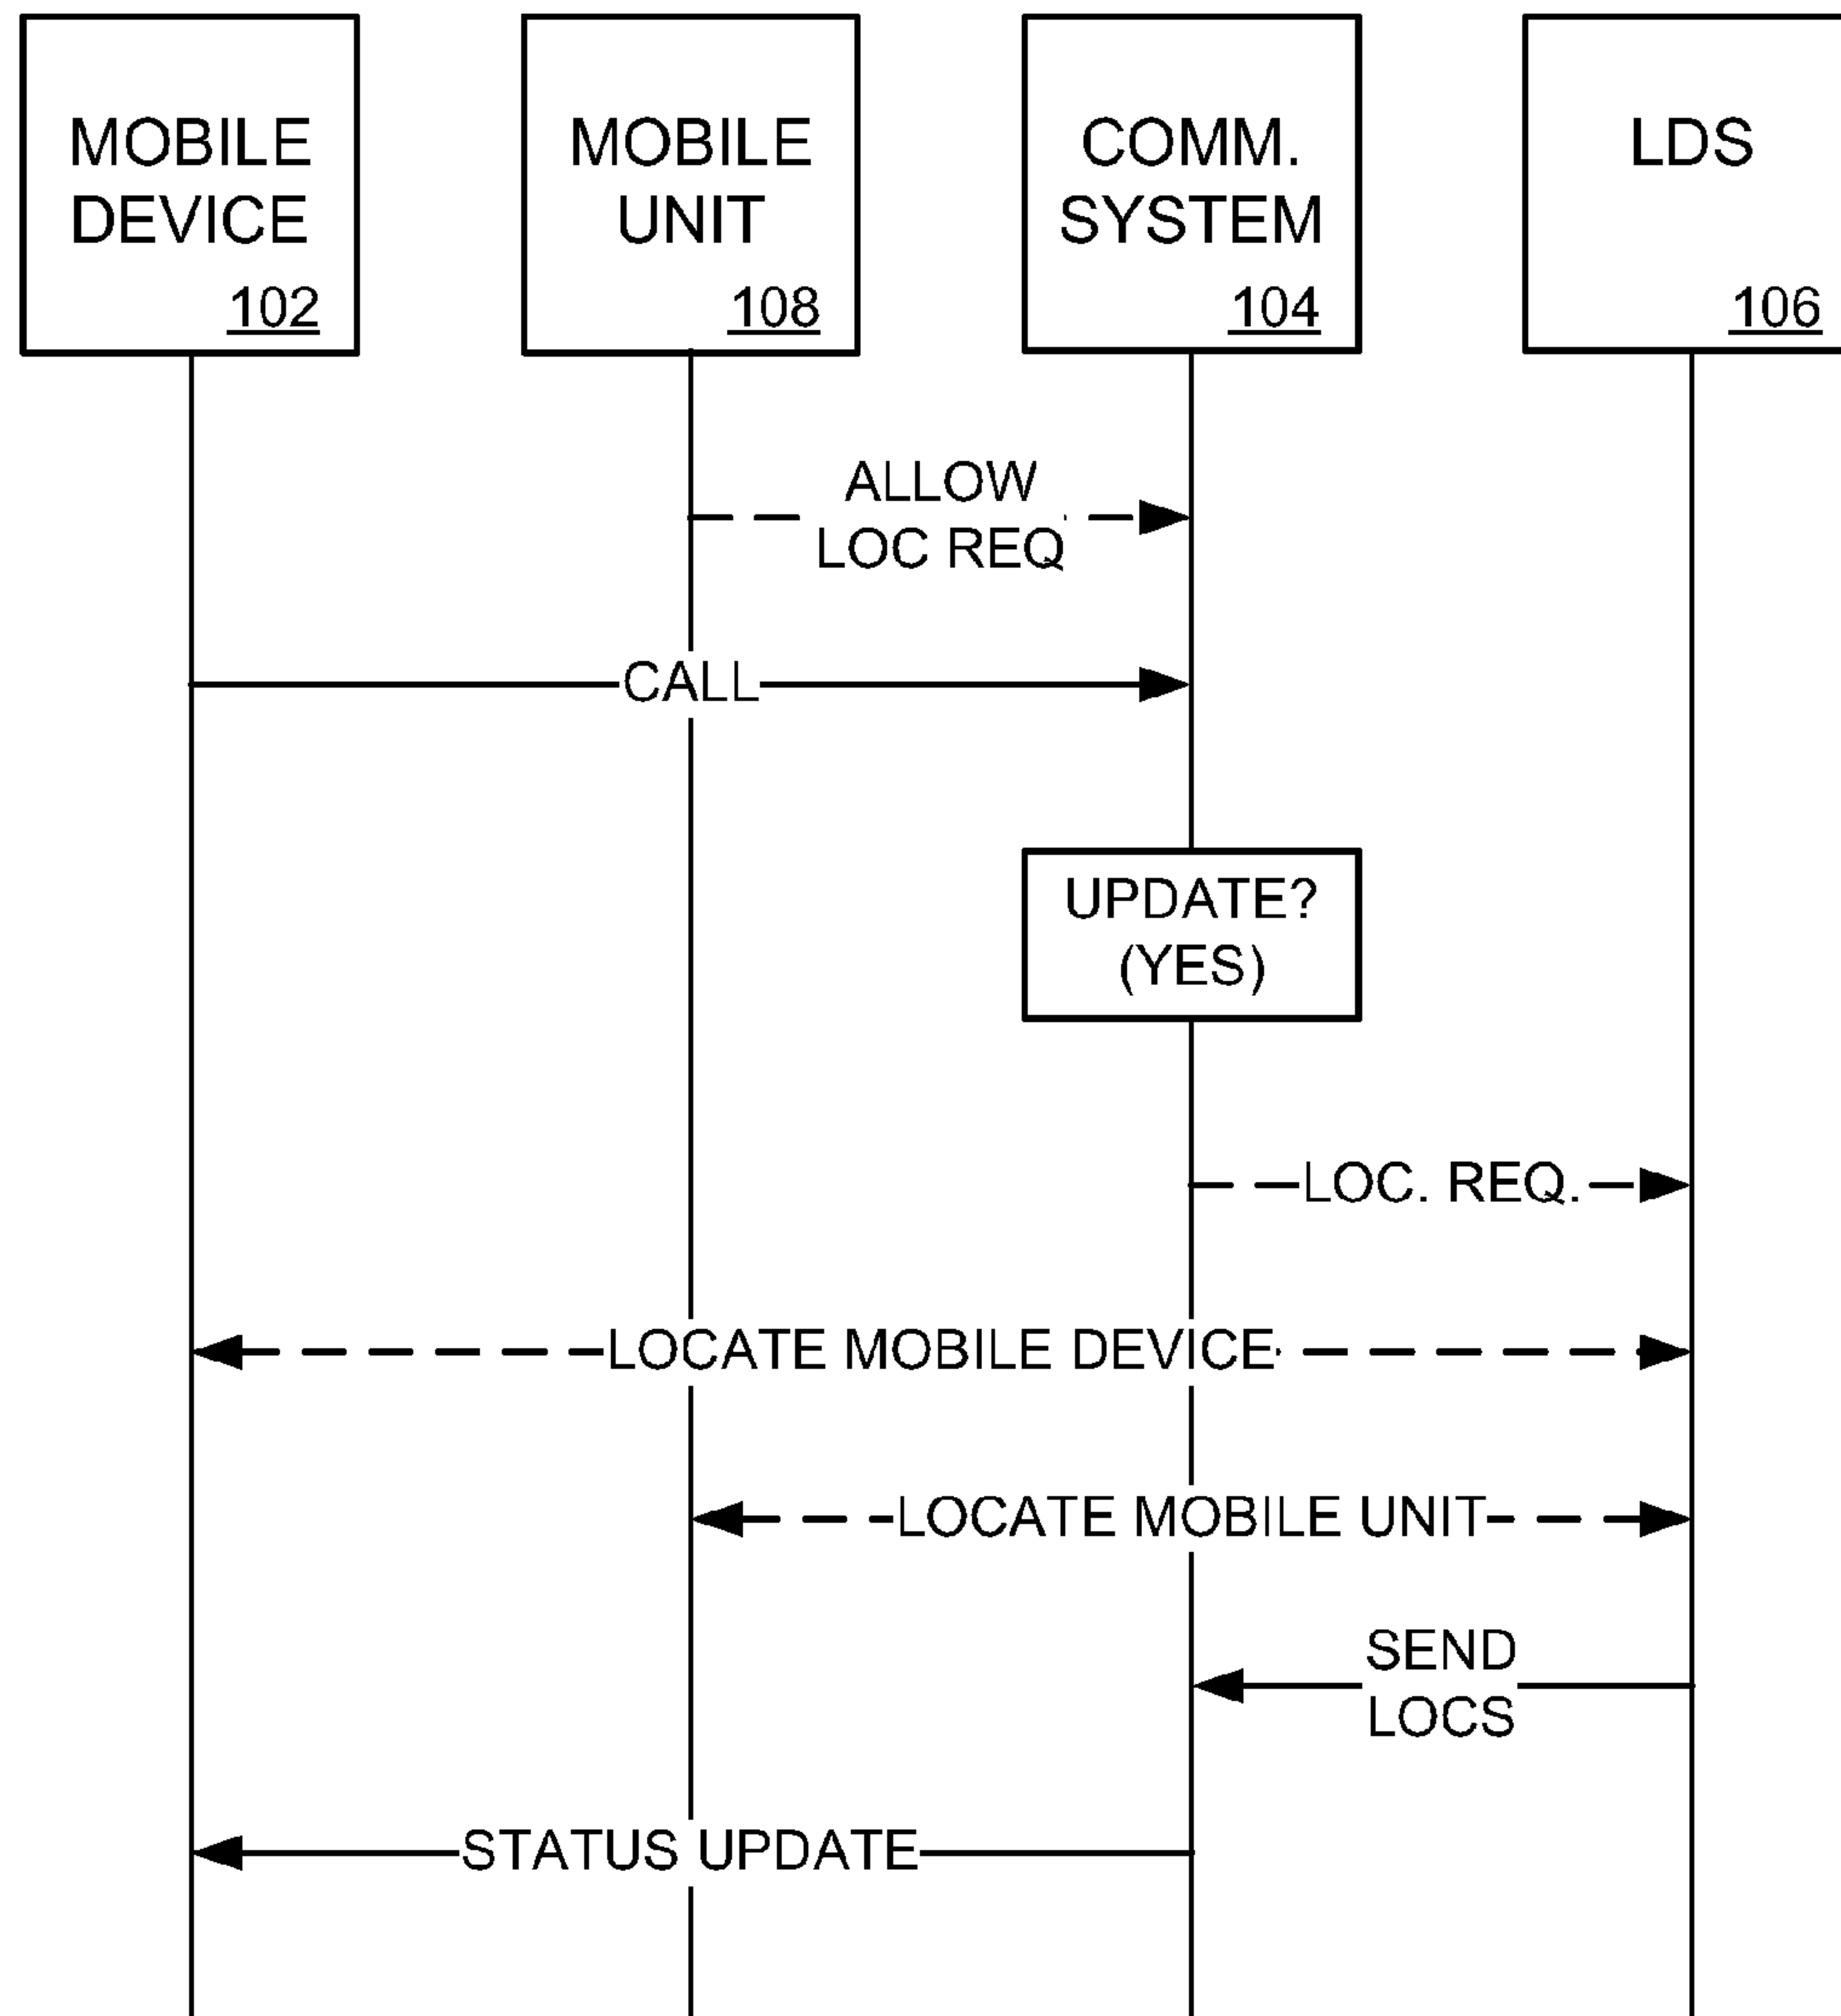 MOBILE
DEVICE
102
MOBILE
UNIT
108
COMM.
SYSTEM
104
LDS
106
ALLOW
LOC REQ
CALL
UPDATE?
(YES)
LOC. REQ.
LOCATE MOBILE DEVICE
LOCATE MOBILE UNIT
SEND
LOCS
STATUS UPDATE